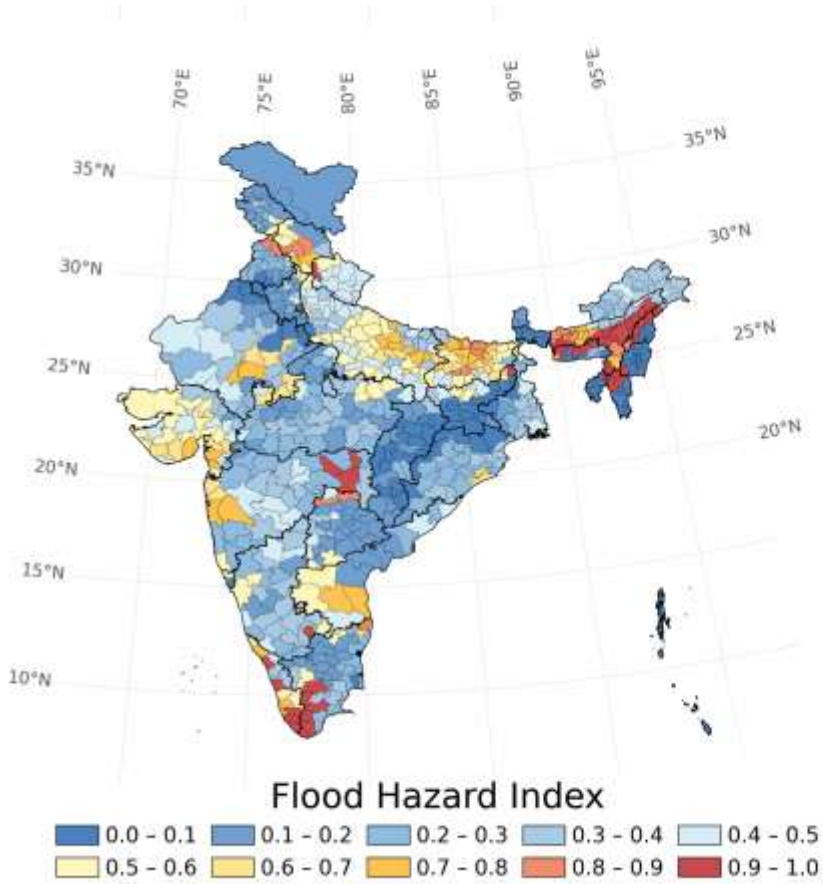 70°E 75°E 80°E 85°E 90°E 95°E
35°N 35°N
30°N 30°N
25°N 25°N
20°N 20°N
15°N
10°N
Flood Hazard Index
0.0 – 0.1 0.1 – 0.2 0.2 – 0.3 0.3 – 0.4 0.4 – 0.5
0.5 – 0.6 0.6 – 0.7 0.7 – 0.8 0.8 – 0.9 0.9 – 1.0